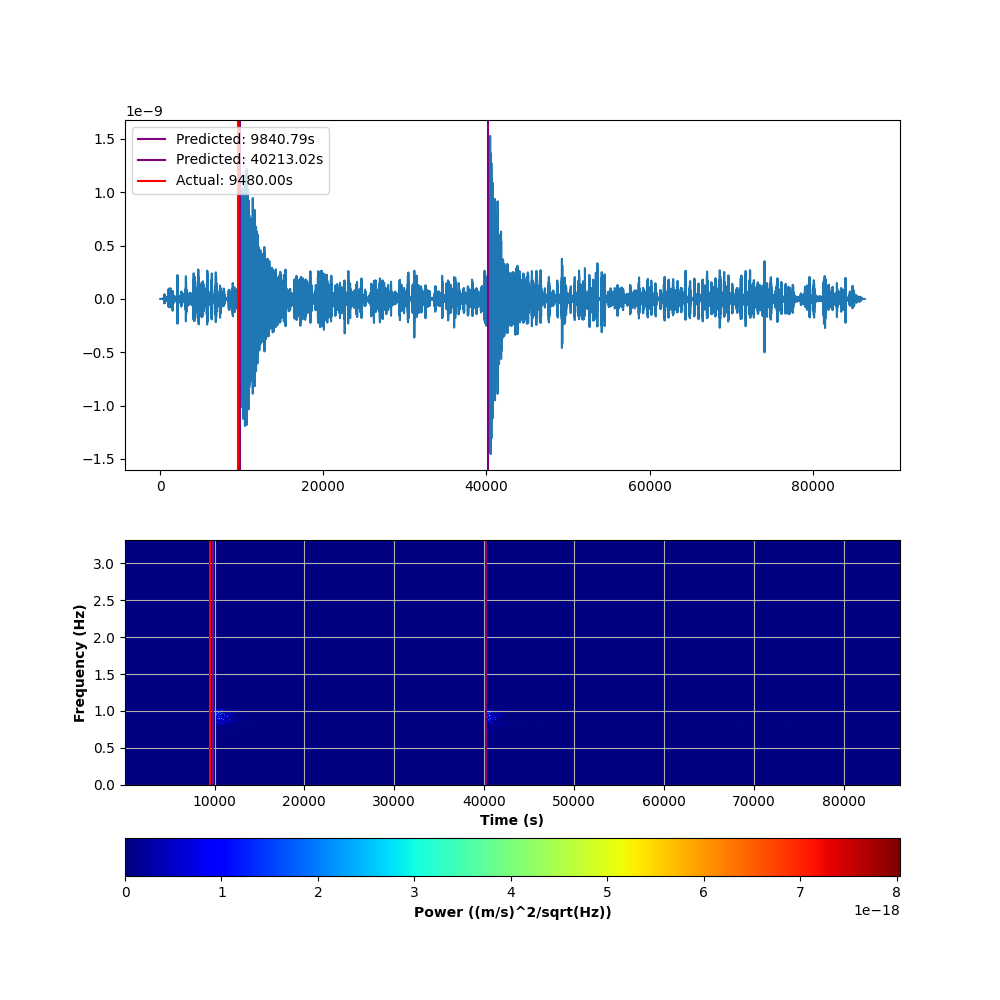 1e−9
1.5
1.0
0.5
0.0
−0.5
−1.0
−1.5
Predicted: 9840.79s
Predicted: 40213.02s
Actual: 9480.00s
0 20000 40000 60000 80000
3.0
2.5
2.0
1.5
1.0
0.5
0.0
Frequency (Hz)
10000 20000 30000 40000 50000 60000 70000 80000
Time (s)
0 1 2 3 4 5 6 7 8
1e−18
Power ((m/s)^2/sqrt(Hz))